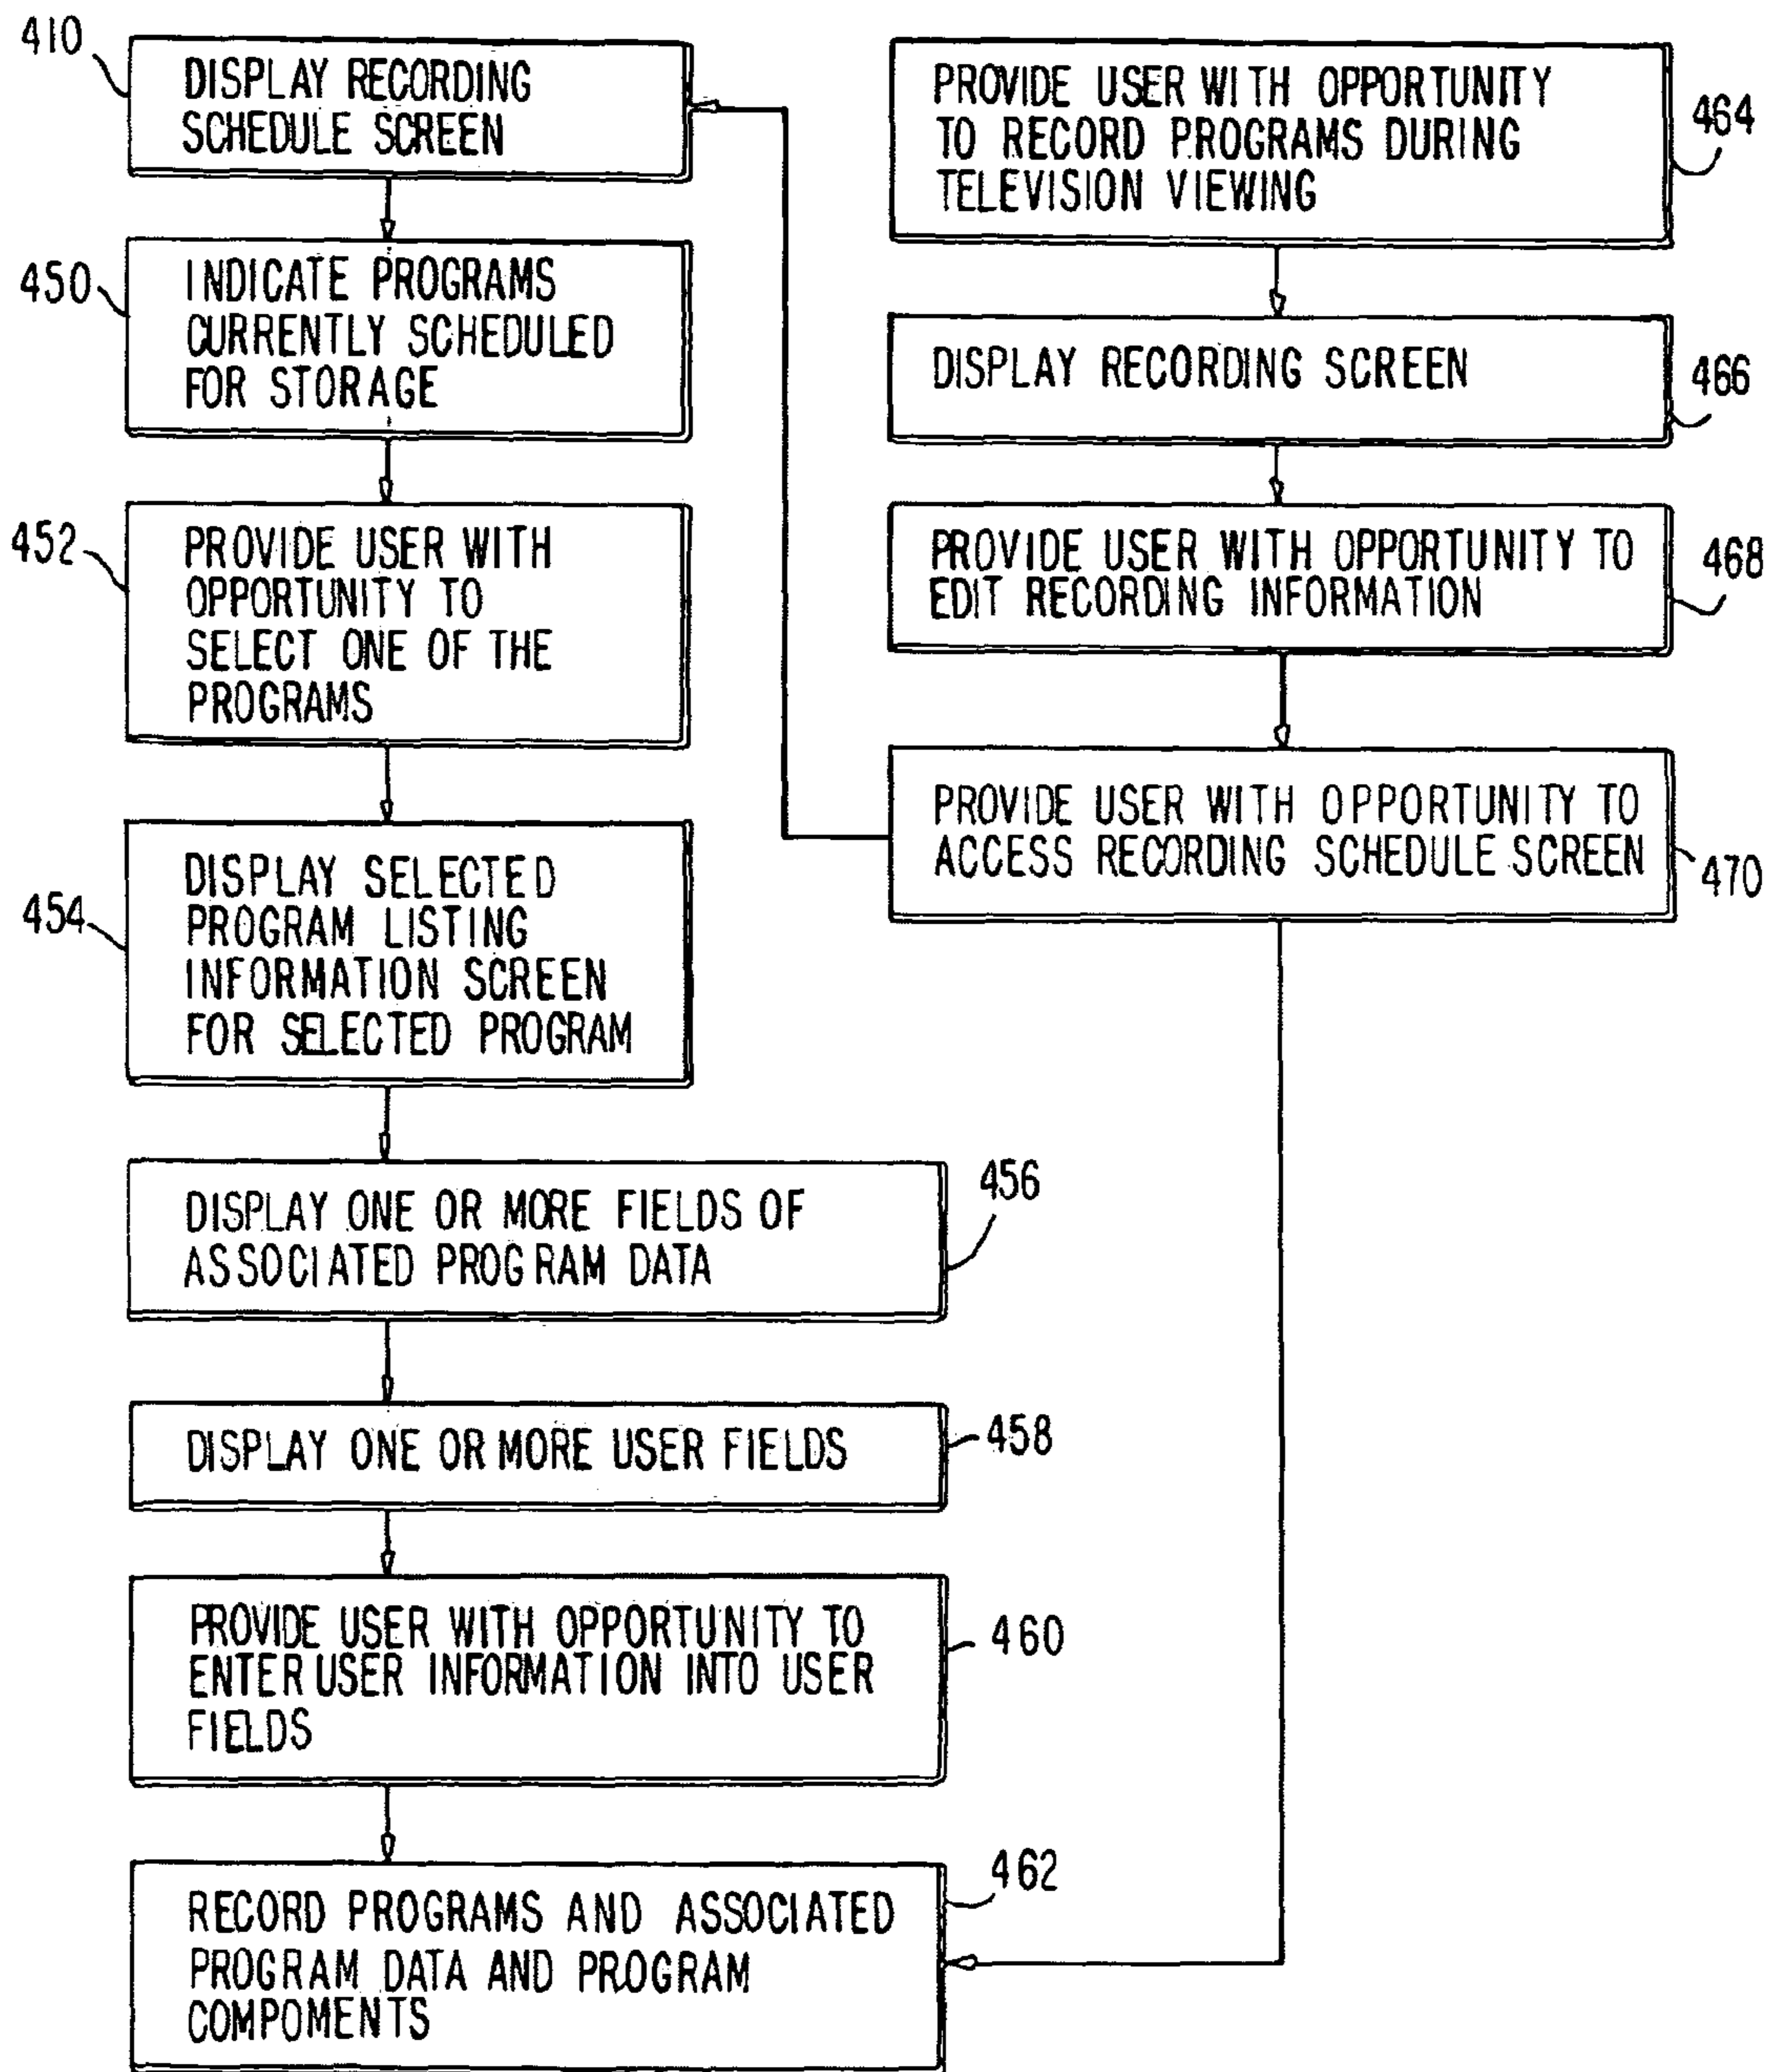 410
DISPLAY RECORDING
SCHEDULE SCREEN
450
INDICATE PROGRAMS
CURRENTLY SCHEDULED
FOR STORAGE
452
PROVIDE USER WITH
OPPORTUNITY TO
SELECT ONE OF THE
PROGRAMS
454
DISPLAY SELECTED
PROGRAM LISTING
INFORMATION SCREEN
FOR SELECTED PROGRAM
DISPLAY ONE OR MORE FIELDS OF
ASSOCIATED PROGRAM DATA
456
DISPLAY ONE OR MORE USER FIELDS
458
PROVIDE USER WITH OPPORTUNITY TO
ENTER USER INFORMATION INTO USER
FIELDS
460
RECORD PROGRAMS AND ASSOCIATED
PROGRAM DATA AND PROGRAM
COMPOMENTS
462
PROVIDE USER WITH OPPORTUNITY
TO RECORD PROGRAMS DURING
TELEVISION VIEWING
464
DISPLAY RECORDING SCREEN
466
PROVIDE USER WITH OPPORTUNITY TO
EDIT RECORDING INFORMATION
468
PROVIDE USER WITH OPPORTUNITY TO
ACCESS RECORDING SCHEDULE SCREEN
470